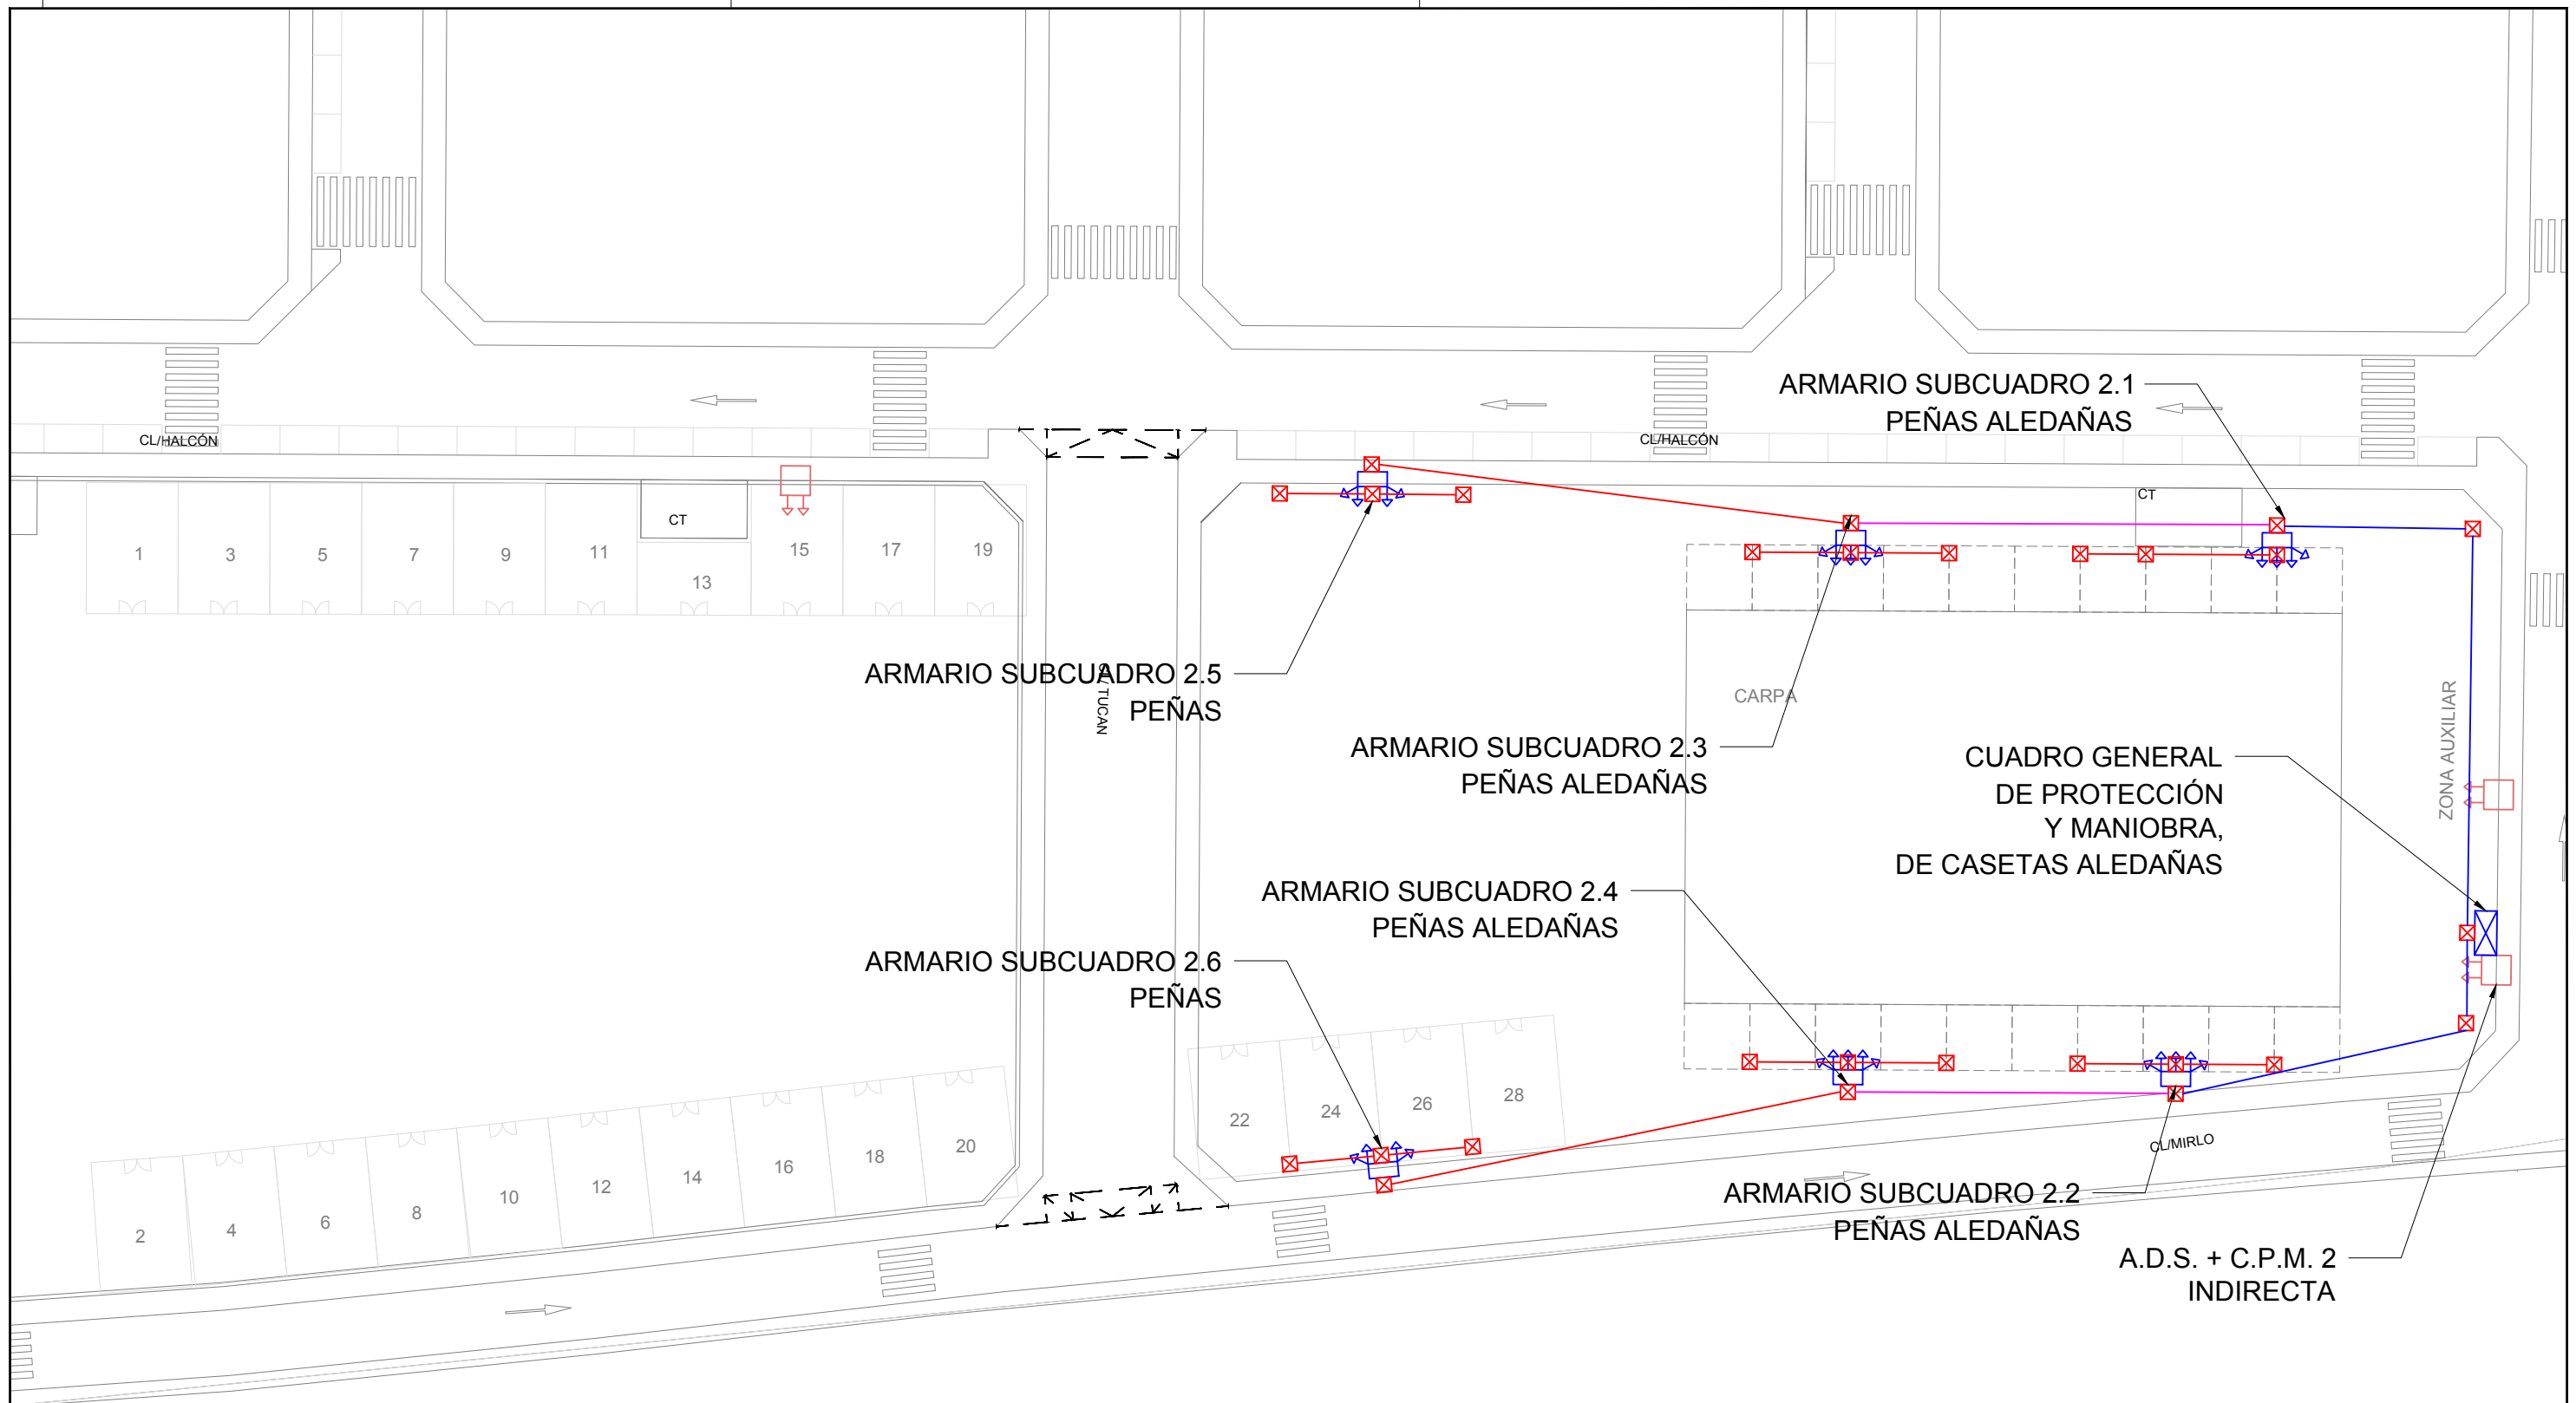 ARMARIO SUBCUADRO 2.1
PEÑAS ALEDAÑAS
CL/HALCÓN
CL/HALCÓN
CT
CT
1
3
5
7
9
11
13
15
17
19
ARMARIO SUBCUADRO 2.5
PEÑAS
CL/ TUCAN
CARPA
ZONA AUXILIAR
ARMARIO SUBCUADRO 2.3
PEÑAS ALEDAÑAS
CUADRO GENERAL
DE PROTECCIÓN
Y MANIOBRA,
DE CASETAS ALEDAÑAS
ARMARIO SUBCUADRO 2.4
PEÑAS ALEDAÑAS
ARMARIO SUBCUADRO 2.6
PEÑAS
22
24
26
28
2
4
6
8
10
12
14
16
18
20
CL/MIRLO
ARMARIO SUBCUADRO 2.2
PEÑAS ALEDAÑAS
A.D.S. + C.P.M. 2
INDIRECTA